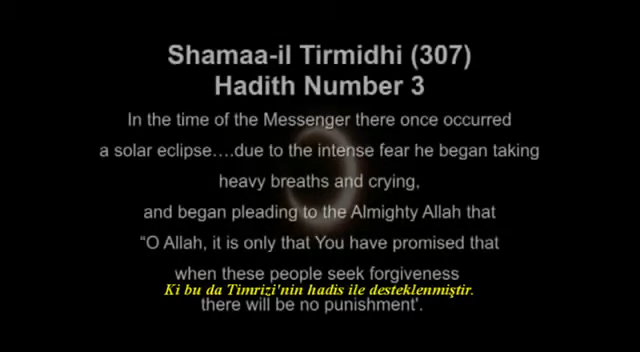 Shamaa-il Tirmidhi (307)
Hadith Number 3
In the time of the Messenger there once occurred
a solar eclipse....due to the intense fear he began taking
heavy breaths and crying,
and began pleading to the Almighty Allah that
“O Allah, it is only that You have promised that
when these people seek forgiveness
Ki bu da Timrizi'nin hadis ile desteklenmiştir.
there will be no punishment'.